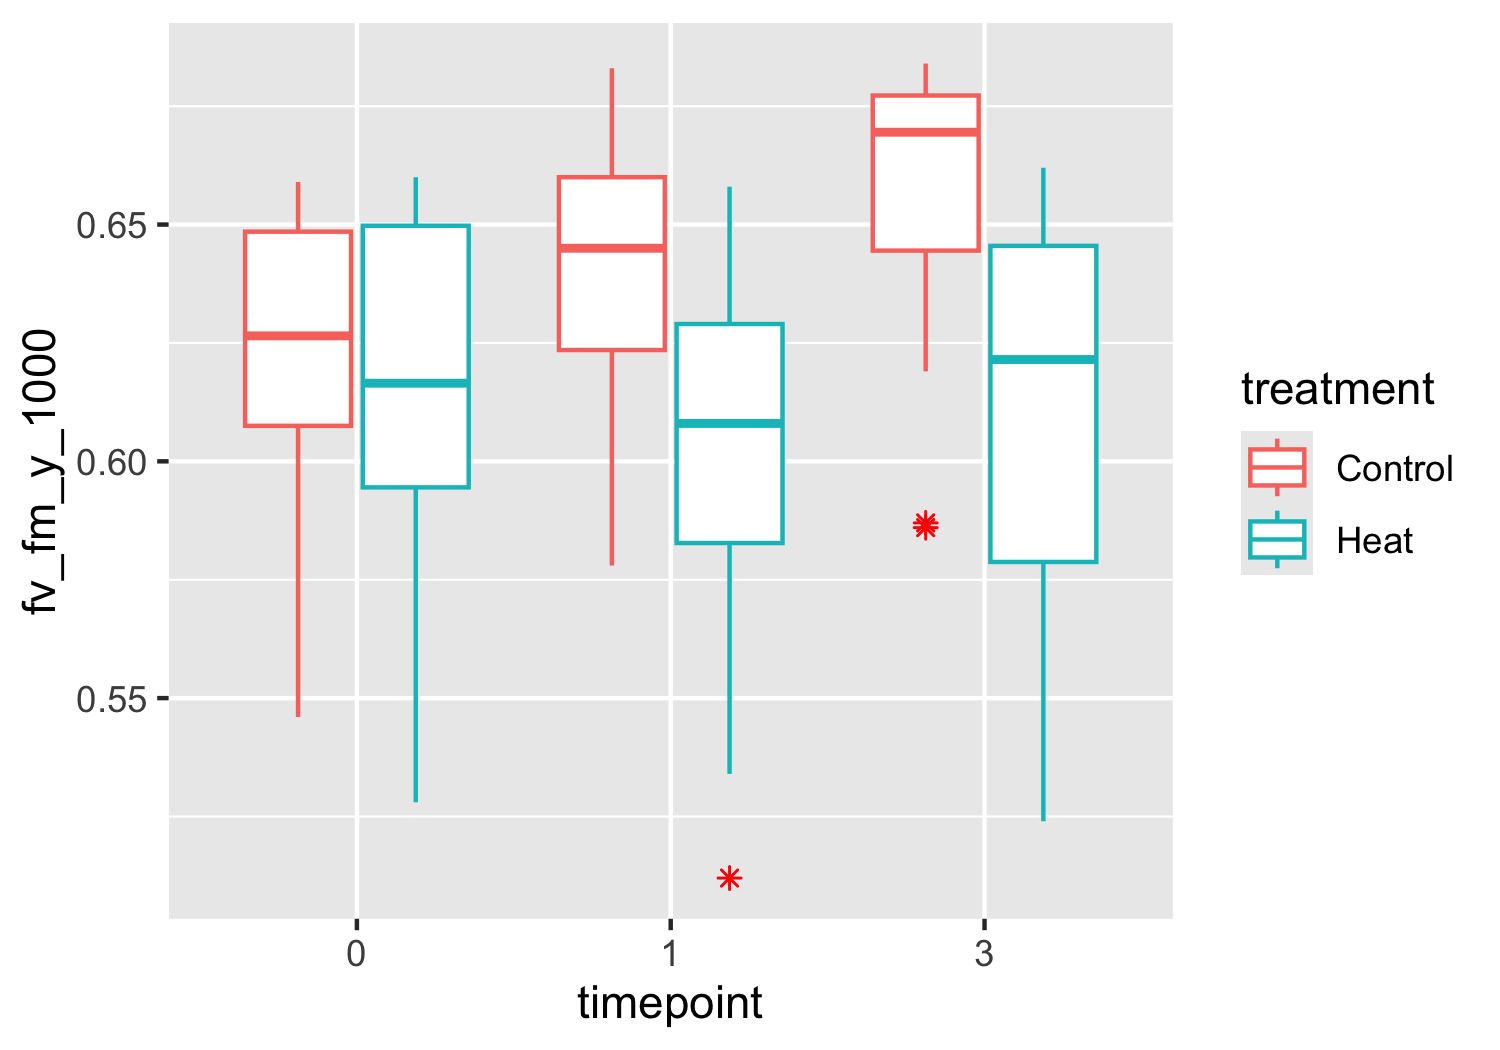 fv_fm_y_1000
0.65
0.60
0.55
0 1 3
timepoint
treatment
Control
Heat